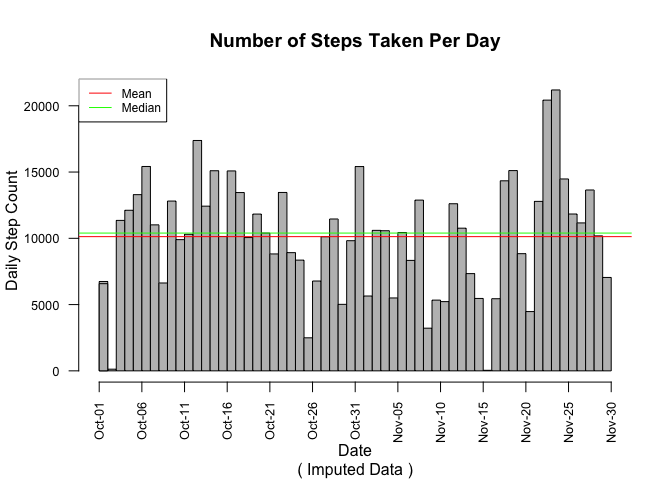 Number of Steps Taken Per Day
Mean
Median
Daily Step Count
20000
15000
10000
5000
0
Oct-01
Oct-06
Oct-11
Oct-16
Oct-21
Oct-26
Oct-31
Nov-05
Nov-10
Nov-15
Nov-20
Nov-25
Nov-30
Date
( Imputed Data )